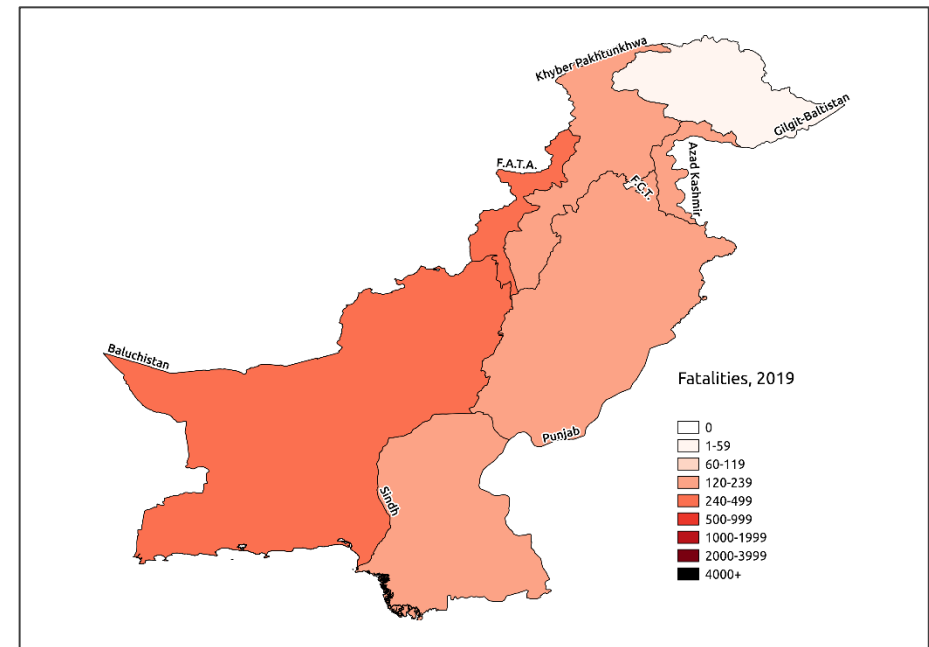 Khyber Pakhtunkhwa
Gilgit-Baltistan
F.A.T.A.
Azad Kashmir
F.C.T.
Baluchistan
Fatalities, 2019
0
1-59
60-119
120-239
240-499
500-999
1000-1999
2000-3999
4000+
Punjab
Sindh